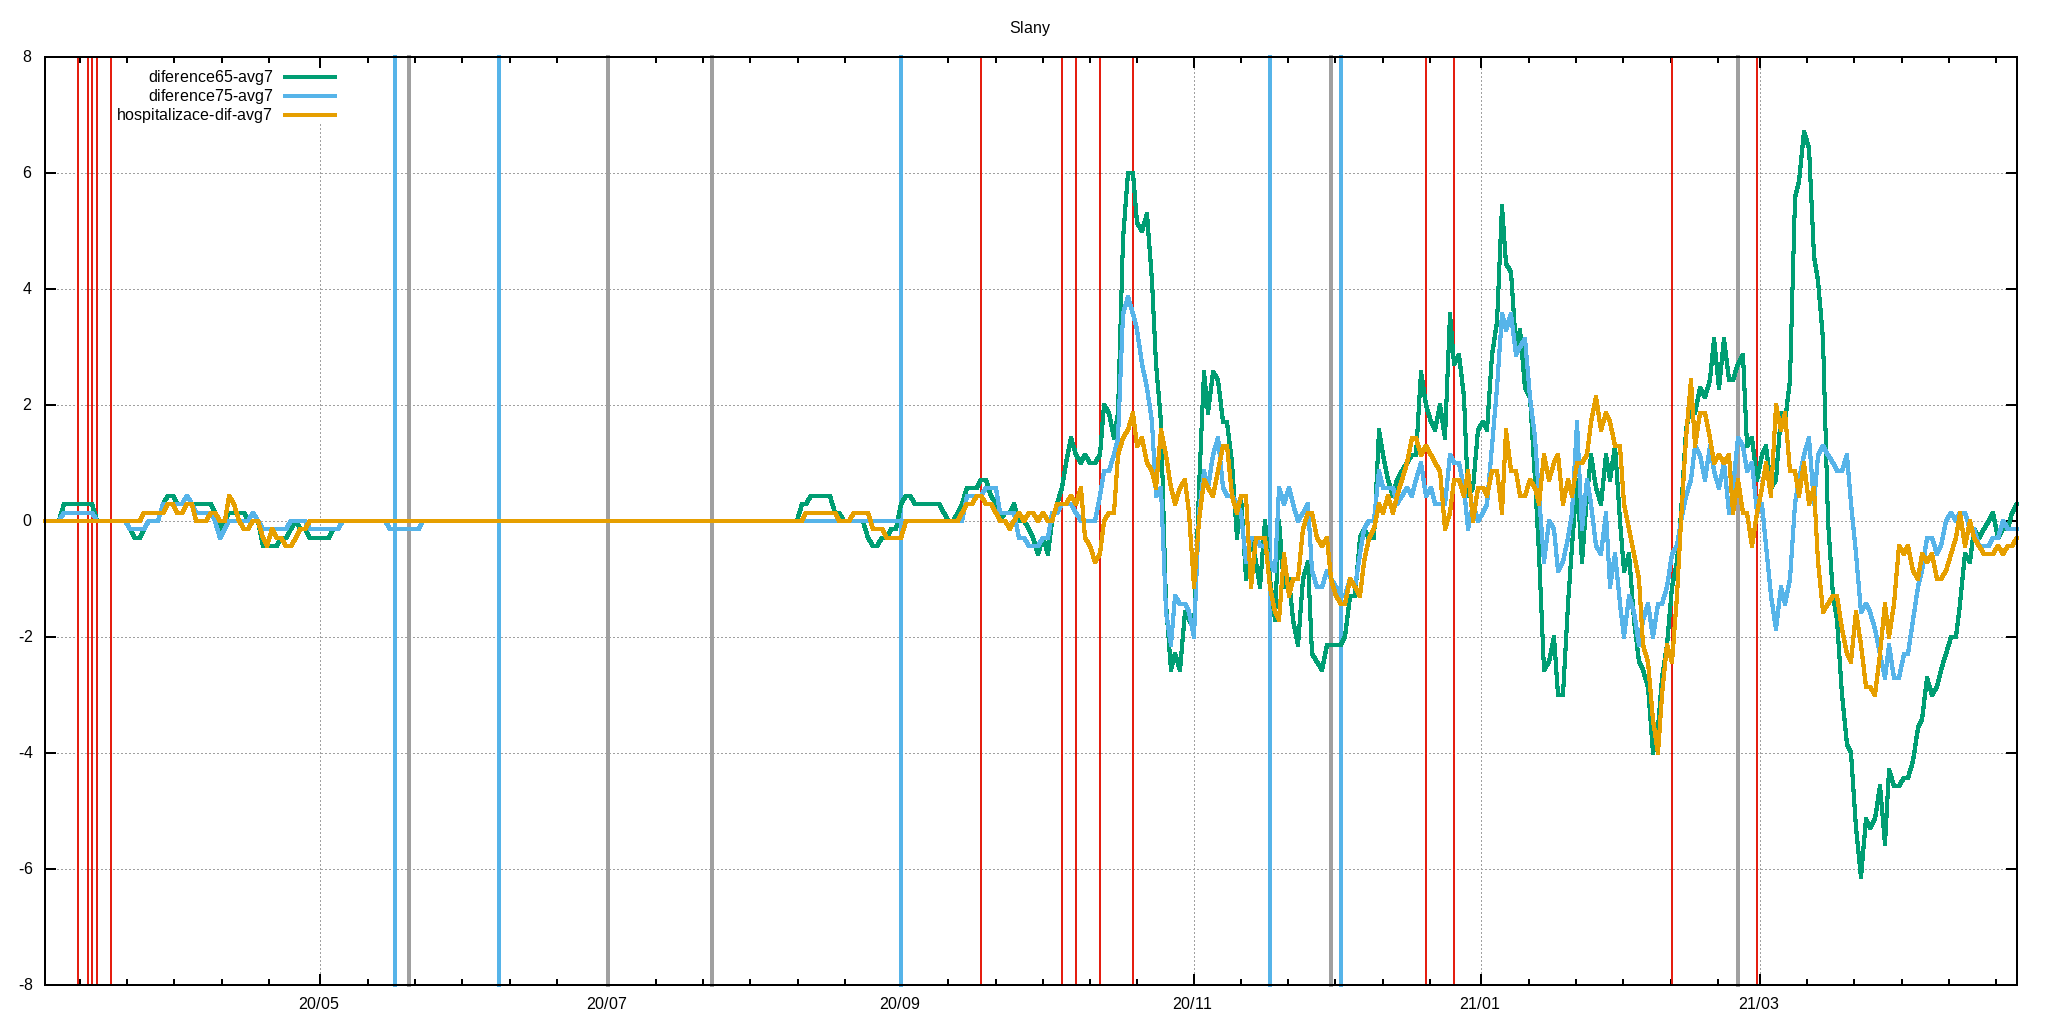 Slany
8
diference65-avg7
diference75-avg7
hospitalizace-dif-avg7
6
4
2
0
-2
-4
-6
-8
20/05 20/07 20/09 20/11 21/01 21/03